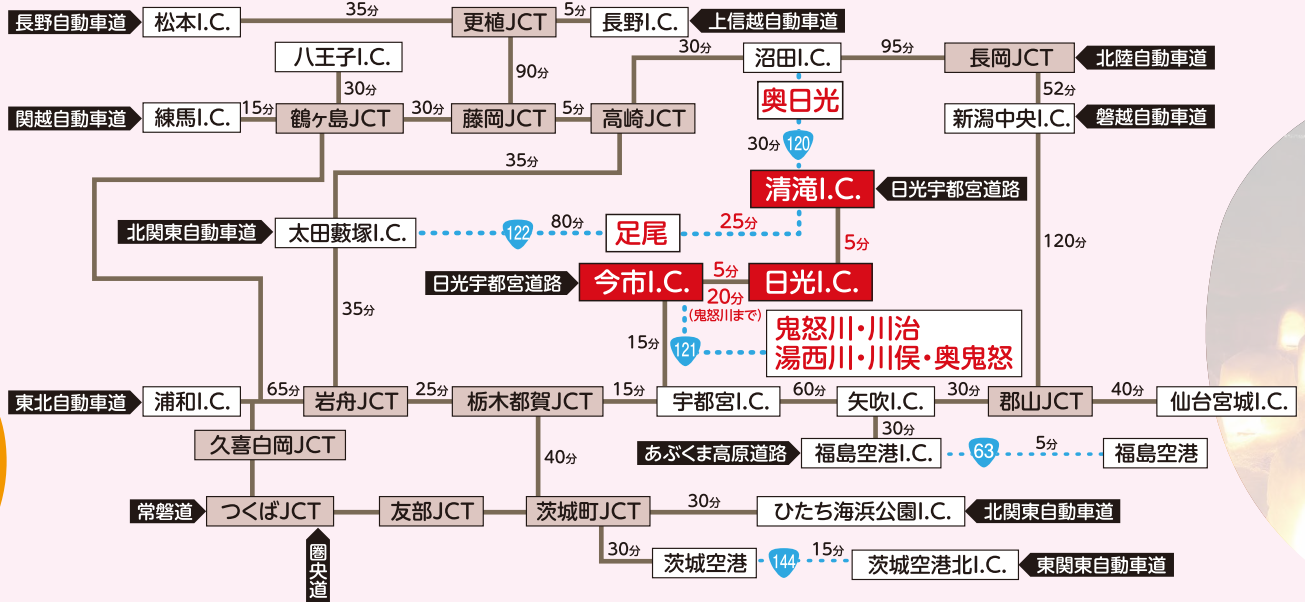 長野自動車道 松本I.C. 35分 更植JCT 5分 長野I.C. 上信越自動車道
八王子I.C. 90分 30分 沼田I.C. 95分 長岡JCT 北陸自動車道
30分 奥日光 52分
関越自動車道 練馬I.C. 15分 鶴ヶ島JCT 30分 藤岡JCT 5分 高崎JCT 新潟中央I.C. 磐越自動車道
30分 120
35分
清滝I.C. 日光宇都宮道路
北関東自動車道 太田藪塚I.C. 122 80分 足尾 25分
5分 120分
日光宇都宮道路 今市I.C. 5分 日光I.C.
20分
(鬼怒川まで)
35分 15分 121 鬼怒川・川治
湯西川・川俣・奥鬼怒
東北自動車道 浦和I.C. 65分 岩舟JCT 25分 栃木都賀JCT 15分 宇都宮I.C. 60分 矢吹I.C. 30分 郡山JCT 40分 仙台宮城I.C.
30分
久喜白岡JCT 40分 あぶくま高原道路 福島空港I.C. 63 5分 福島空港
常磐道 つくばJCT 友部JCT 茨城町JCT 30分 ひたち海浜公園I.C. 北関東自動車道
圏央道 30分 茨城空港 144 15分 茨城空港北I.C. 東関東自動車道